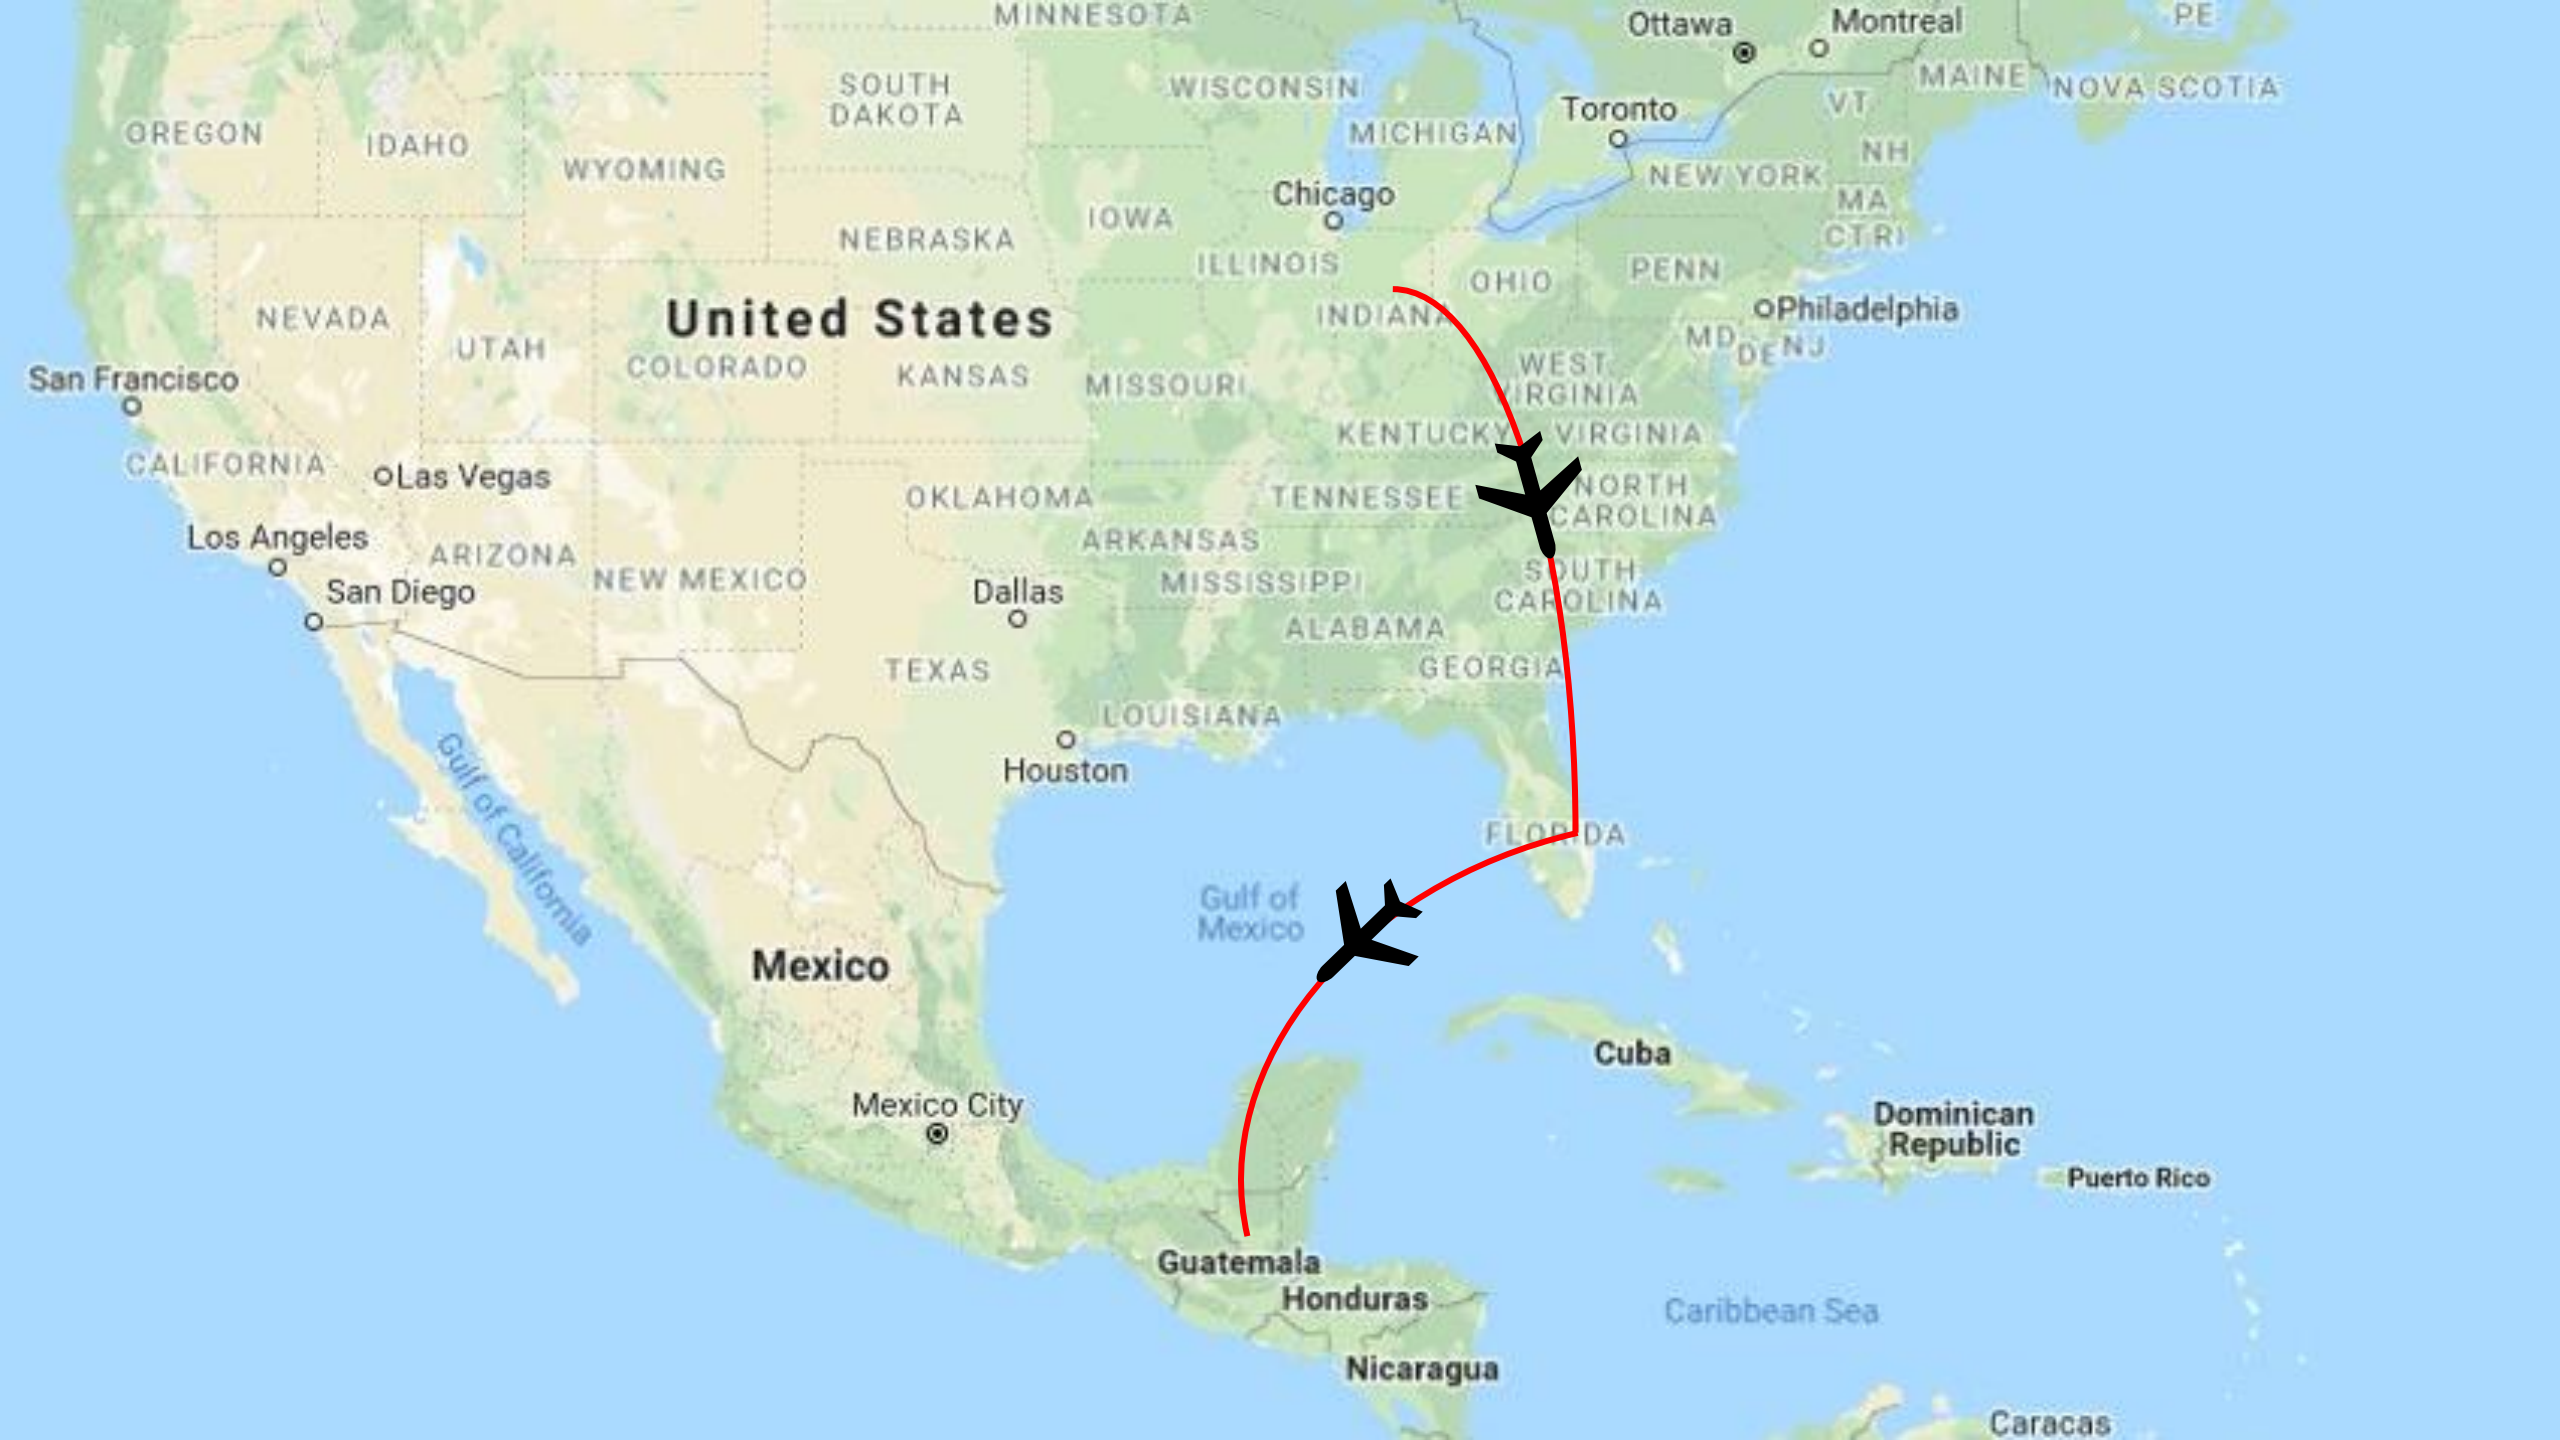 MINNESOTA
Ottawa
Montreal
PE
SOUTH
DAKOTA
WISCONSIN
MAINE
NOVA SCOTIA
VT
Toronto
OREGON
IDAHO
MICHIGAN
NH
WYOMING
NEW YORK
Chicago
MA
IOWA
CT RI
NEBRASKA
ILLINOIS
OHIO
PENN
NEVADA
United States
INDIANA
Philadelphia
UTAH
MD
DE
NJ
COLORADO
KANSAS
MISSOURI
WEST
VIRGINIA
San Francisco
KENTUCKY
VIRGINIA
CALIFORNIA
Las Vegas
OKLAHOMA
TENNESSEE
NORTH
CAROLINA
Los Angeles
ARIZONA
NEW MEXICO
ARKANSAS
San Diego
Dallas
MISSISSIPPI
SOUTH
CAROLINA
ALABAMA
TEXAS
GEORGIA
LOUISIANA
Houston
Gulf of California
FLORIDA
Gulf of
Mexico
Mexico
Cuba
Mexico City
Dominican
Republic
Puerto Rico
Guatemala
Honduras
Caribbean Sea
Nicaragua
Caracas